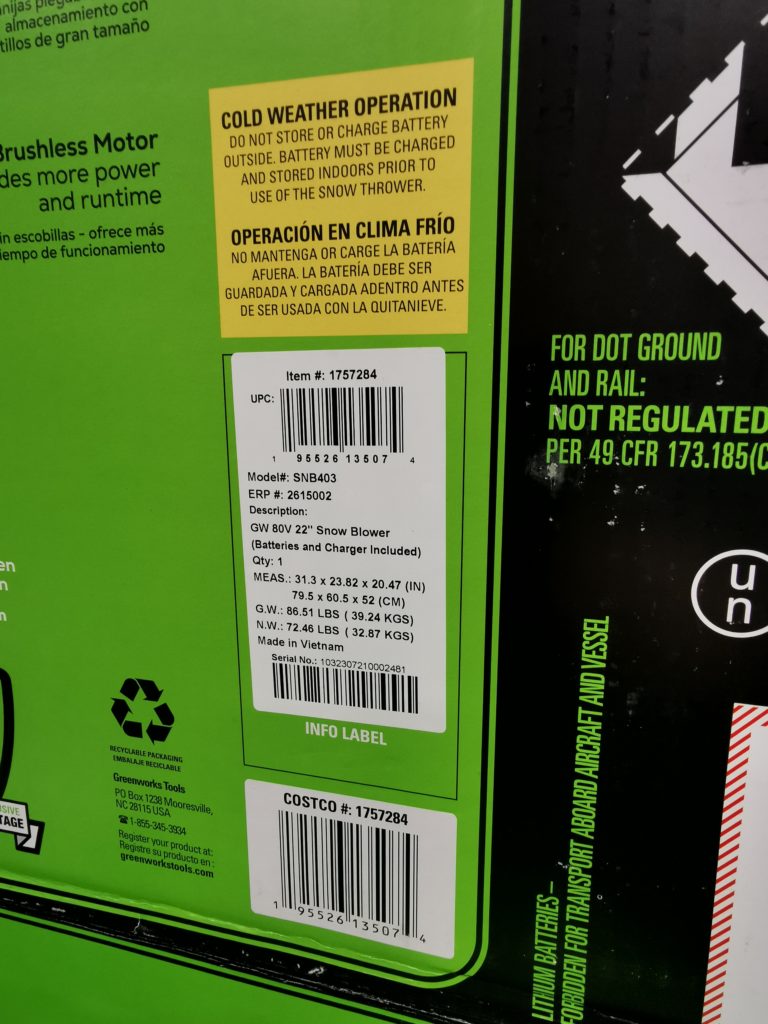 almacenamiento con
tillos de gran tamaño
Brushless Motor
des more power
and runtime
in escobillas - ofrece más
iempo de funcionamiento
COLD WEATHER OPERATION
DO NOT STORE OR CHARGE BATTERY
OUTSIDE. BATTERY MUST BE CHARGED
AND STORED INDOORS PRIOR TO
USE OF THE SNOW THROWER.
OPERACIÓN EN CLIMA FRÍO
NO MANTENGA OR CARGE LA BATERÍA
AFUERA. LA BATERÍA DEBE SER
GUARDADA Y CARGADA ADENTRO ANTES
DE SER USADA CON LA QUITANIEVE.
Item #: 1757284
UPC:
1 95526 13507 4
Model#: SNB403
ERP #: 2615002
Description:
GW 80V 22" Snow Blower
(Batteries and Charger Included)
Qty: 1
MEAS.: 31.3 x 23.82 x 20.47 (IN)
79.5 x 60.5 x 52 (CM)
G.W.: 86.51 LBS ( 39.24 KGS)
N.W.: 72.46 LBS ( 32.87 KGS)
Made in Vietnam
Serial No.: 1032307210002481
INFO LABEL
COSTCO #: 1757284
1 95526 13507 4
en
n
m
SIVE
TAGE
RECYCLABLE PACKAGING
EMBALAJE RECICLABLE
Greenworks Tools
PO Box 1238 Mooresville,
NC 28115 USA
☎1-855-345-3934
Register your product at:
Registre su producto en :
greenworkstools.com
FOR DOT GROUND
AND RAIL:
NOT REGULATED
PER 49 CFR 173.185(C
un
LITHIUM BATTERIES –
FORBIDDEN FOR TRANSPORT ABOARD AIRCRAFT AND VESSEL